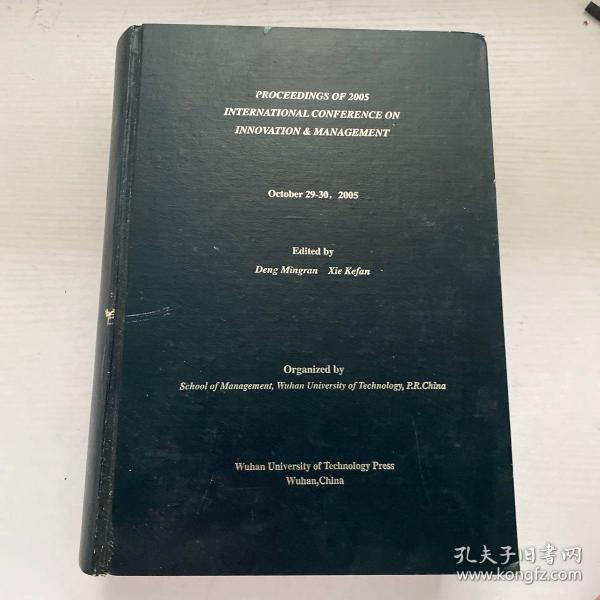 PROCEEDINGS OF 2005
INTERNATIONAL CONFERENCE ON
INNOVATION & MANAGEMENT
October 29-30, 2005
Edited by
Deng Mingran Xie Kefan
Organized by
School of Management, Wuhan University of Technology, P.R.China
Wuhan University of Technology Press
Wuhan,China
孔夫子旧书网
www.kongfz.com